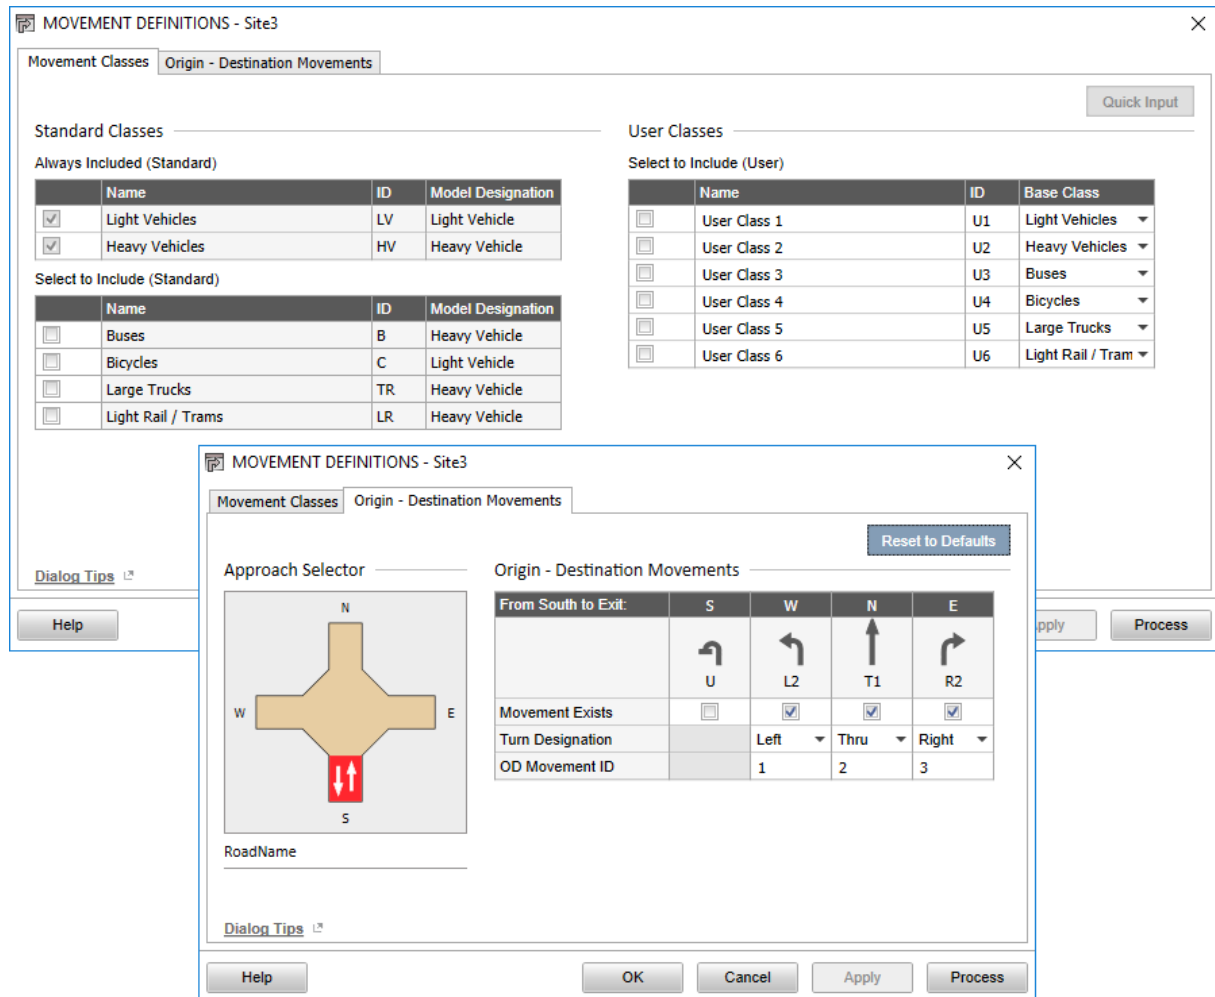 MOVEMENT DEFINITIONS - Site3
Movement Classes Origin - Destination Movements
Quick Input
Standard Classes
Always Included (Standard)
Name ID Model Designation
Light Vehicles LV Light Vehicle
Heavy Vehicles HV Heavy Vehicle
Select to Include (Standard)
Name ID Model Designation
Buses B Heavy Vehicle
Bicycles C Light Vehicle
Large Trucks TR Heavy Vehicle
Light Rail / Trams LR Heavy Vehicle
User Classes
Select to Include (User)
Name ID Base Class
User Class 1 U1 Light Vehicles
User Class 2 U2 Heavy Vehicles
User Class 3 U3 Buses
User Class 4 U4 Bicycles
User Class 5 U5 Large Trucks
User Class 6 U6 Light Rail / Tram
Dialog Tips
Help Process
MOVEMENT DEFINITIONS - Site3
Movement Classes Origin - Destination Movements
Reset to Defaults
Approach Selector
N
W E
S
RoadName
Origin - Destination Movements
From South to Exit: S W N E
U L2 T1 R2
Movement Exists
Turn Designation Left Thru Right
OD Movement ID 1 2 3
Dialog Tips
Help OK Cancel Apply Process